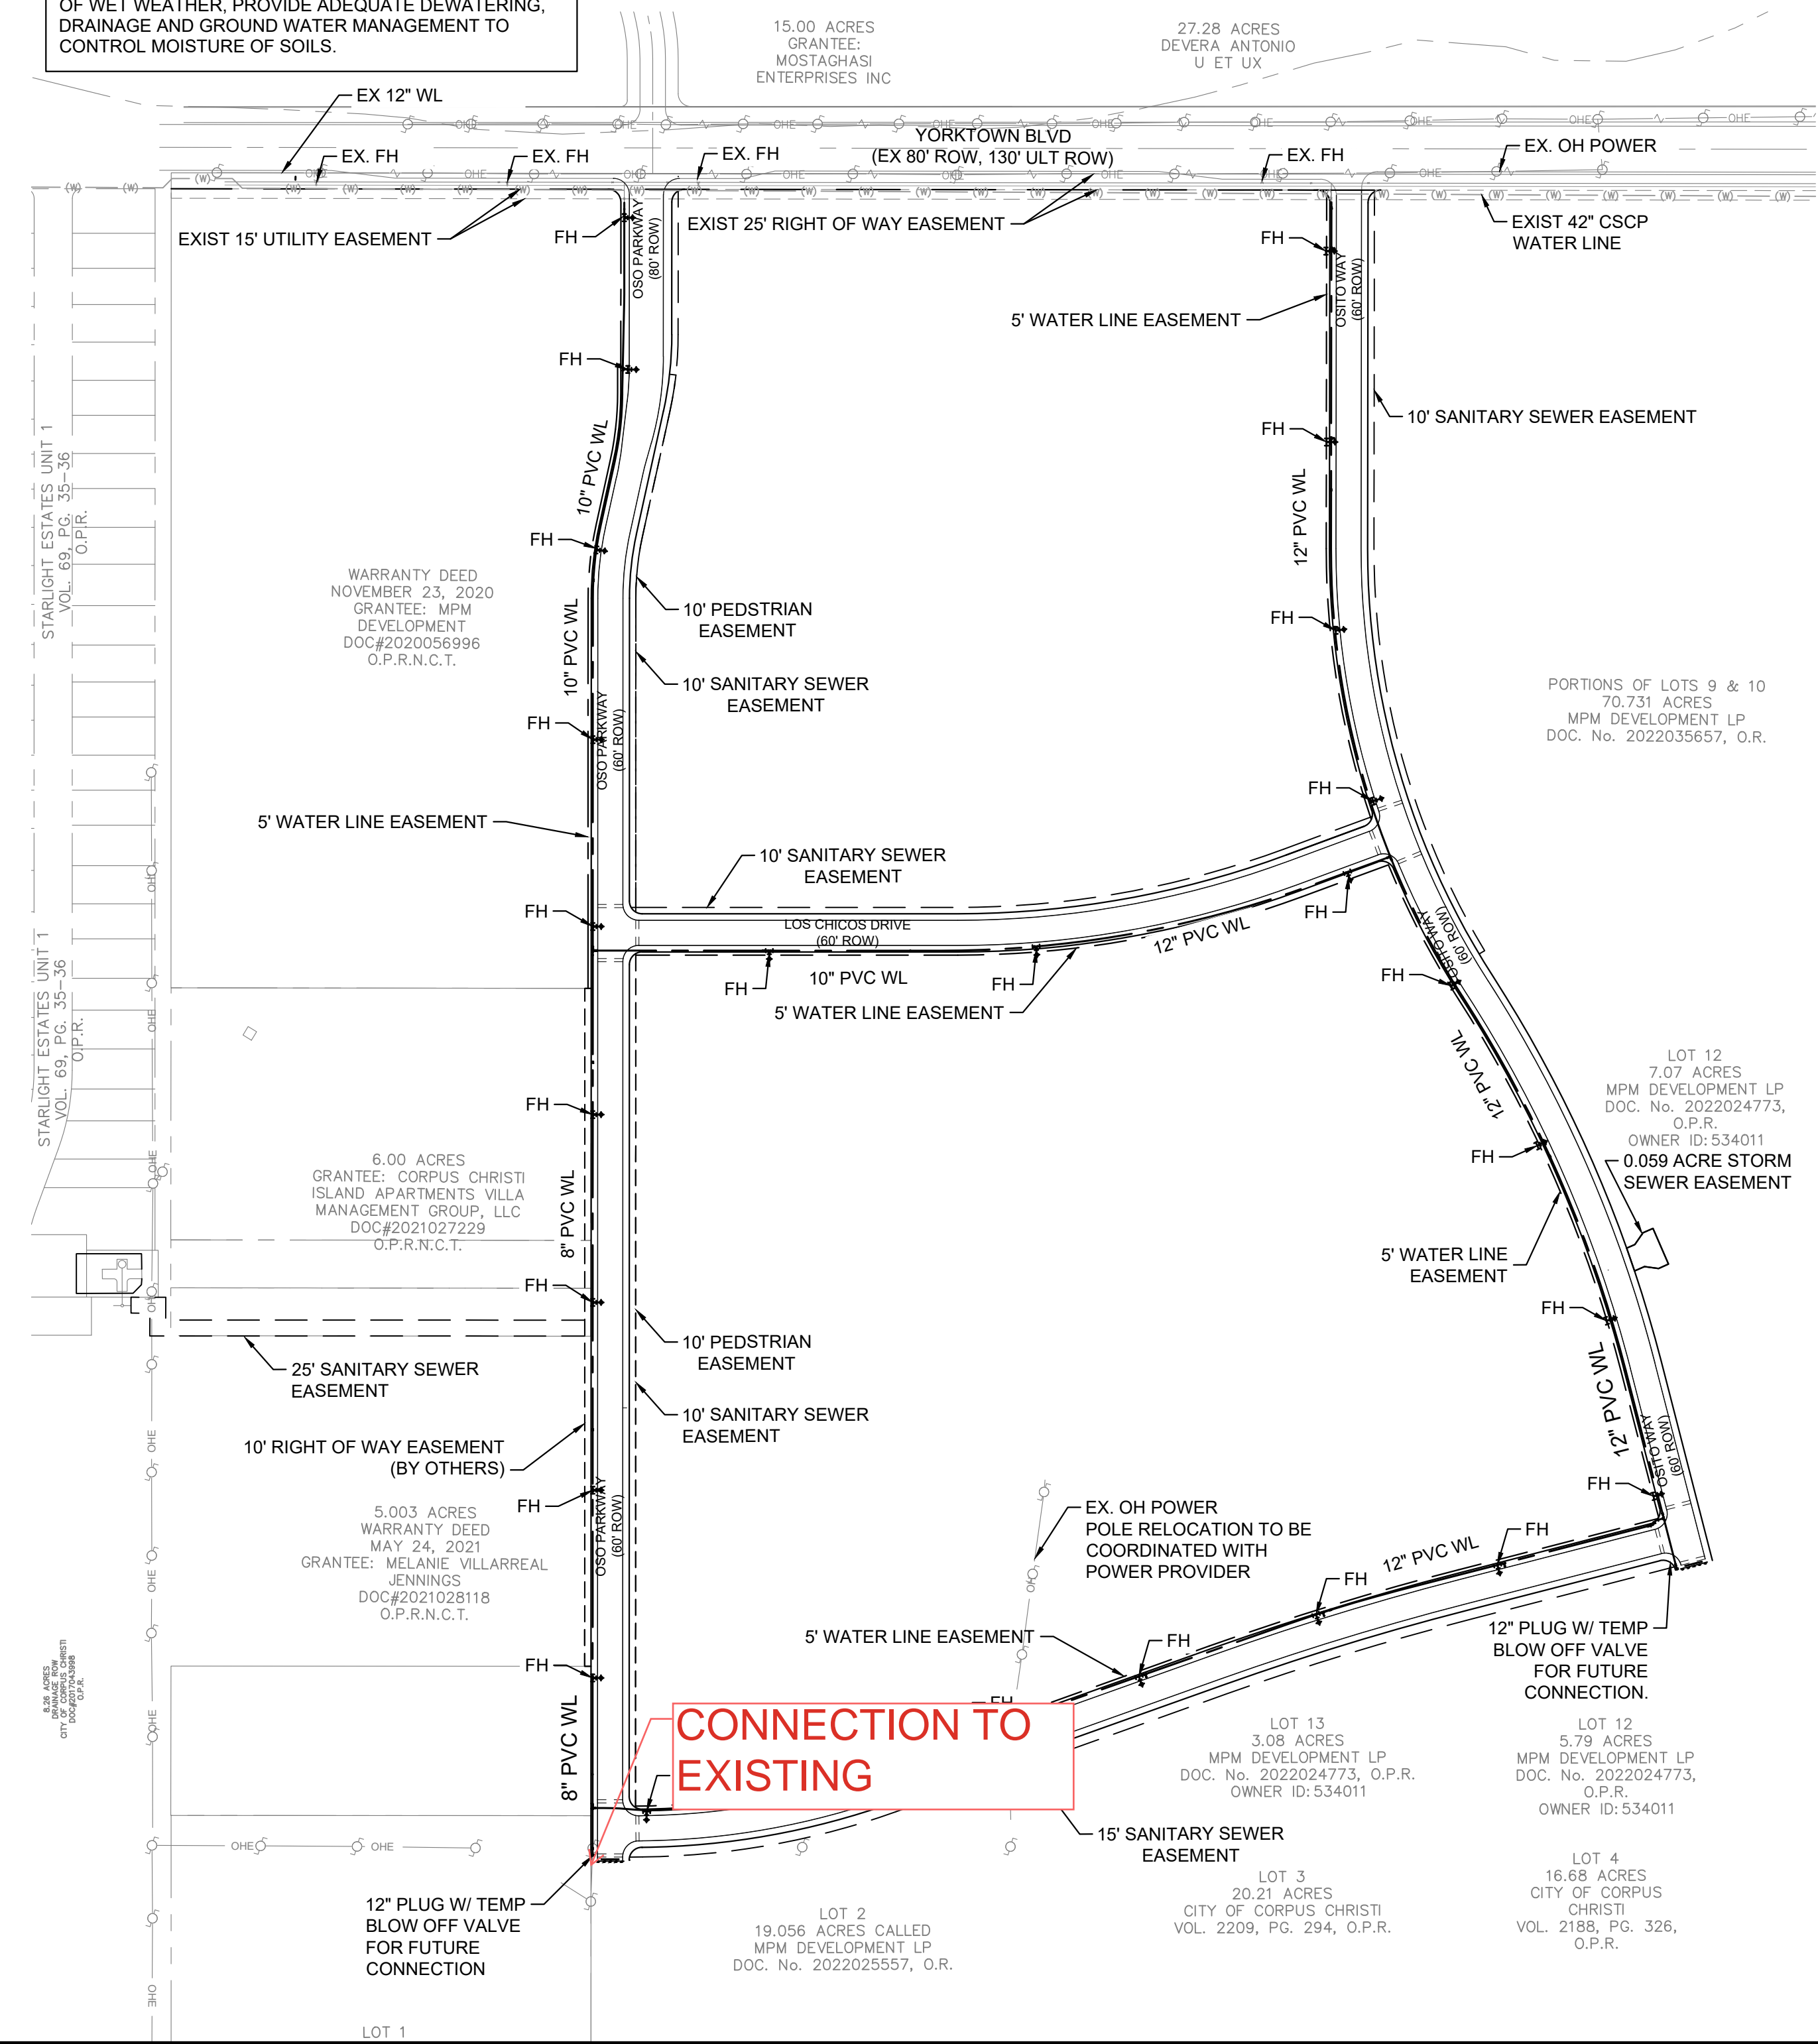 OF WET WEATHER, PROVIDE ADEQUATE DEWATERING,
DRAINAGE AND GROUND WATER MANAGEMENT TO
CONTROL MOISTURE OF SOILS.
15.00 ACRES
GRANTEE:
MOSTAGHASI
ENTERPRISES INC
27.28 ACRES
DEVERA ANTONIO
U ET UX
EX 12" WL
YORKTOWN BLVD
(EX 80' ROW, 130' ULT ROW)
EX. FH
EX. FH
EX. FH
EX. FH
EX. OH POWER
EXIST 15' UTILITY EASEMENT
EXIST 25' RIGHT OF WAY EASEMENT
EXIST 42" CSCP
WATER LINE
FH
OSO PARKWAY
(80' ROW)
FH
OSITO WAY
(60' ROW)
5' WATER LINE EASEMENT
FH
10' SANITARY SEWER EASEMENT
FH
10" PVC WL
12" PVC WL
STARLIGHT ESTATES UNIT 1
VOL. 69, PG. 35-36
O.P.R.
FH
WARRANTY DEED
NOVEMBER 23, 2020
GRANTEE: MPM
DEVELOPMENT
DOC#2020056996
O.P.R.N.C.T.
10" PVC WL
10' PEDSTRIAN
EASEMENT
FH
10' SANITARY SEWER
EASEMENT
PORTIONS OF LOTS 9 & 10
70.731 ACRES
MPM DEVELOPMENT LP
DOC. No. 2022035657, O.R.
FH
OSO PARKWAY
(60' ROW)
FH
5' WATER LINE EASEMENT
10' SANITARY SEWER
EASEMENT
FH
FH
LOS CHICOS DRIVE
(60' ROW)
12" PVC WL
OSITO WAY
(60' ROW)
10" PVC WL
FH
FH
FH
5' WATER LINE EASEMENT
STARLIGHT ESTATES UNIT 1
VOL. 69, PG. 35-36
O.P.R.
12" PVC WL
LOT 12
7.07 ACRES
MPM DEVELOPMENT LP
DOC. No. 2022024773,
O.P.R.
OWNER ID: 534011
FH
FH
0.059 ACRE STORM
SEWER EASEMENT
6.00 ACRES
GRANTEE: CORPUS CHRISTI
ISLAND APARTMENTS VILLA
MANAGEMENT GROUP, LLC
DOC#2021027229
O.P.R.N.C.T.
8" PVC WL
5' WATER LINE
EASEMENT
FH
FH
10' PEDSTRIAN
EASEMENT
25' SANITARY SEWER
EASEMENT
12" PVC WL
10' SANITARY SEWER
EASEMENT
10' RIGHT OF WAY EASEMENT
(BY OTHERS)
OSITO WAY
(60' ROW)
FH
FH
OSO PARKWAY
(60' ROW)
5.003 ACRES
WARRANTY DEED
MAY 24, 2021
GRANTEE: MELANIE VILLARREAL
JENNINGS
DOC#2021028118
O.P.R.N.C.T.
EX. OH POWER
POLE RELOCATION TO BE
COORDINATED WITH
POWER PROVIDER
FH
12" PVC WL
FH
8.26 ACRES
DRAINAGE ROW
CITY OF CORPUS CHRISTI
DOC#2017043998
O.P.R.
5' WATER LINE EASEMENT
FH
12" PLUG W/ TEMP
BLOW OFF VALVE
FOR FUTURE
CONNECTION.
FH
FH
8" PVC WL
CONNECTION TO
EXISTING
LOT 13
3.08 ACRES
MPM DEVELOPMENT LP
DOC. No. 2022024773, O.P.R.
OWNER ID: 534011
LOT 12
5.79 ACRES
MPM DEVELOPMENT LP
DOC. No. 2022024773,
O.P.R.
OWNER ID: 534011
15' SANITARY SEWER
EASEMENT
12" PLUG W/ TEMP
BLOW OFF VALVE
FOR FUTURE
CONNECTION
LOT 2
19.056 ACRES CALLED
MPM DEVELOPMENT LP
DOC. No. 2022025557, O.R.
LOT 3
20.21 ACRES
CITY OF CORPUS CHRISTI
VOL. 2209, PG. 294, O.P.R.
LOT 4
16.68 ACRES
CITY OF CORPUS
CHRISTI
VOL. 2188, PG. 326,
O.P.R.
LOT 1